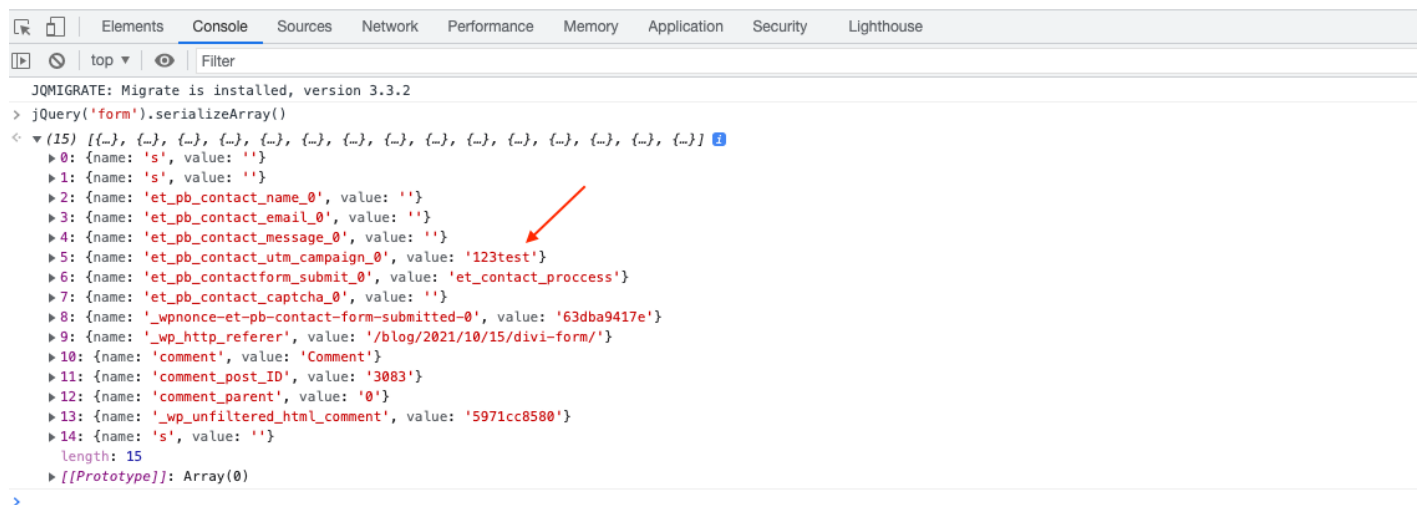 Elements Console Sources Network Performance Memory Application Security Lighthouse
top ▼ Filter
JQMIGRATE: Migrate is installed, version 3.3.2
> jQuery('form').serializeArray()
<· ▼ (15) [{…}, {…}, {…}, {…}, {…}, {…}, {…}, {…}, {…}, {…}, {…}, {…}, {…}, {…}, {…}] i
▶ 0: {name: 's', value: ''}
▶ 1: {name: 's', value: ''}
▶ 2: {name: 'et_pb_contact_name_0', value: ''}
▶ 3: {name: 'et_pb_contact_email_0', value: ''}
▶ 4: {name: 'et_pb_contact_message_0', value: ''}
▶ 5: {name: 'et_pb_contact_utm_campaign_0', value: '123test'}
▶ 6: {name: 'et_pb_contactform_submit_0', value: 'et_contact_proccess'}
▶ 7: {name: 'et_pb_contact_captcha_0', value: ''}
▶ 8: {name: '_wpnonce-et-pb-contact-form-submitted-0', value: '63dba9417e'}
▶ 9: {name: '_wp_http_referer', value: '/blog/2021/10/15/divi-form/'}
▶ 10: {name: 'comment', value: 'Comment'}
▶ 11: {name: 'comment_post_ID', value: '3083'}
▶ 12: {name: 'comment_parent', value: '0'}
▶ 13: {name: '_wp_unfiltered_html_comment', value: '5971cc8580'}
▶ 14: {name: 's', value: ''}
length: 15
▶ [[Prototype]]: Array(0)
>